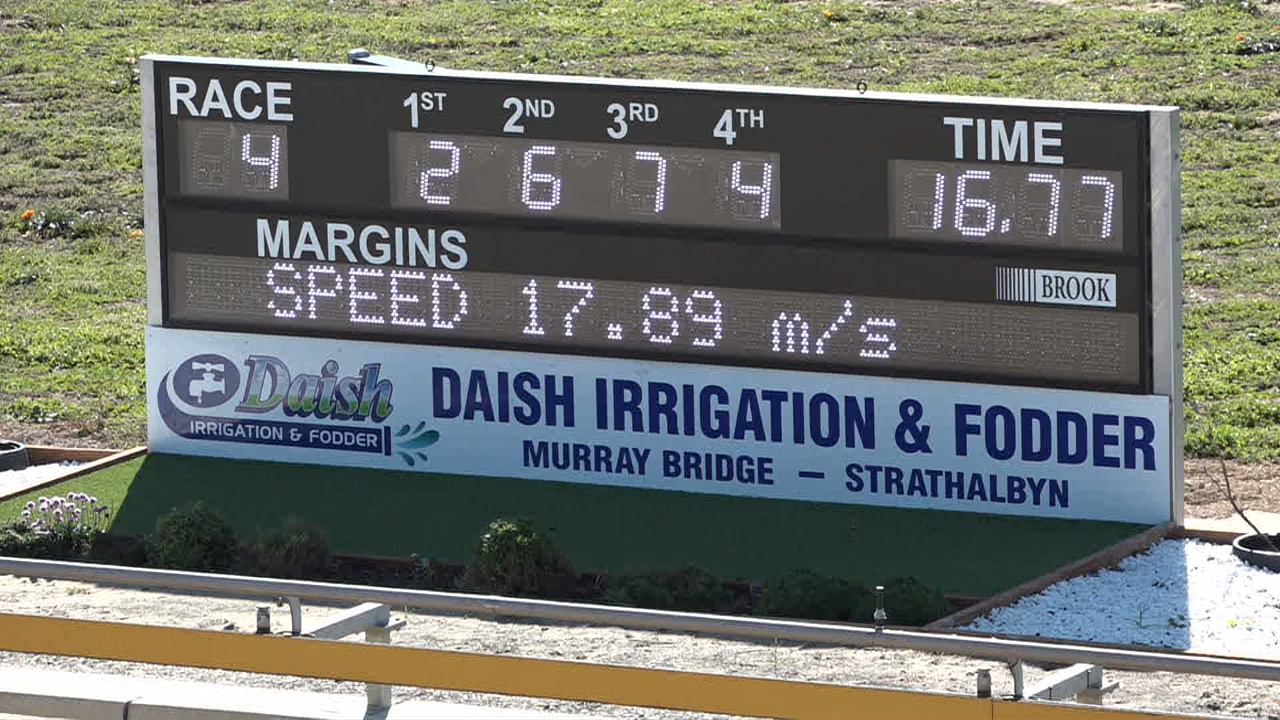 RACE 1ST 2ND 3RD 4TH TIME
4 2 6 7 4 16.77
MARGINS
BROOK
SPEED 17.89 m/s
Daish
IRRIGATION & FODDER
DAISH IRRIGATION & FODDER
MURRAY BRIDGE – STRATHALBYN